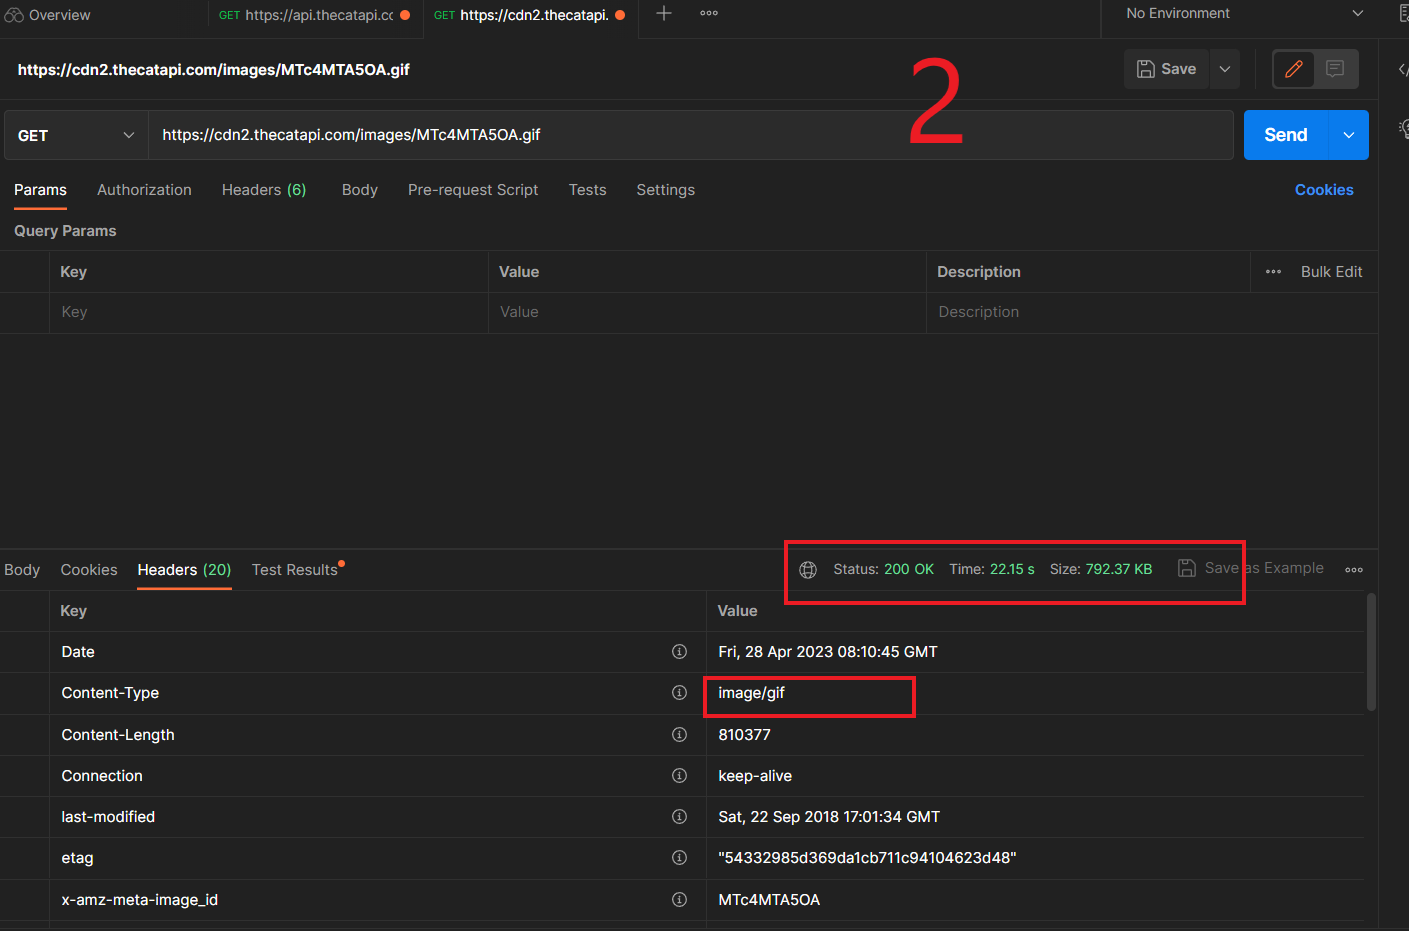 Overview GET https://api.thecatapi.cc GET https://cdn2.thecatapi. No Environment
https://cdn2.thecatapi.com/images/MTc4MTA5OA.gif 2 Save
GET https://cdn2.thecatapi.com/images/MTc4MTA5OA.gif Send
Params Authorization Headers (6) Body Pre-request Script Tests Settings Cookies
Query Params
Key Value Description Bulk Edit
Key Value Description
Body Cookies Headers (20) Test Results Status: 200 OK Time: 22.15 s Size: 792.37 KB Save as Example
Key Value
Date Fri, 28 Apr 2023 08:10:45 GMT
Content-Type image/gif
Content-Length 810377
Connection keep-alive
last-modified Sat, 22 Sep 2018 17:01:34 GMT
etag "54332985d369da1cb711c94104623d48"
x-amz-meta-image_id MTc4MTA5OA